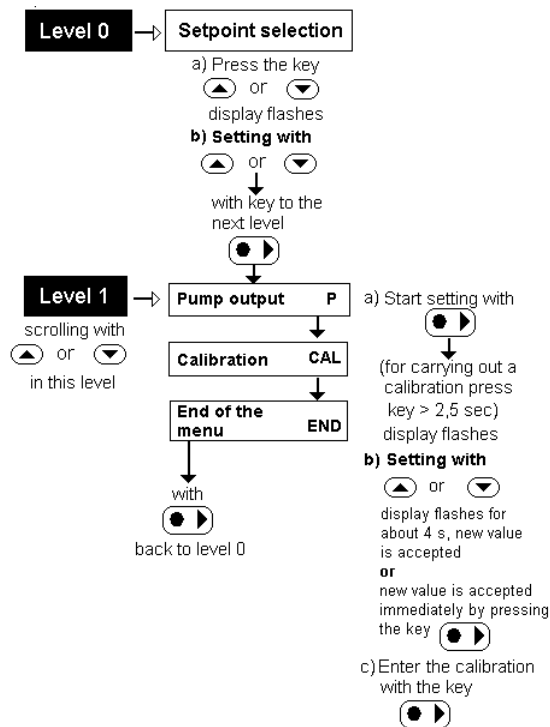 Level 0
Setpoint selection
a) Press the key
or
display flashes
b) Setting with
or
with key to the
next level
Level 1
scrolling with
or
in this level
Pump output P
Calibration CAL
End of the
menu END
with
back to level 0
a) Start setting with
(for carrying out a
calibration press
key > 2,5 sec)
display flashes
b) Setting with
or
display flashes for
about 4 s, new value
is accepted
or
new value is accepted
immediately by pressing
the key
c) Enter the calibration
with the key